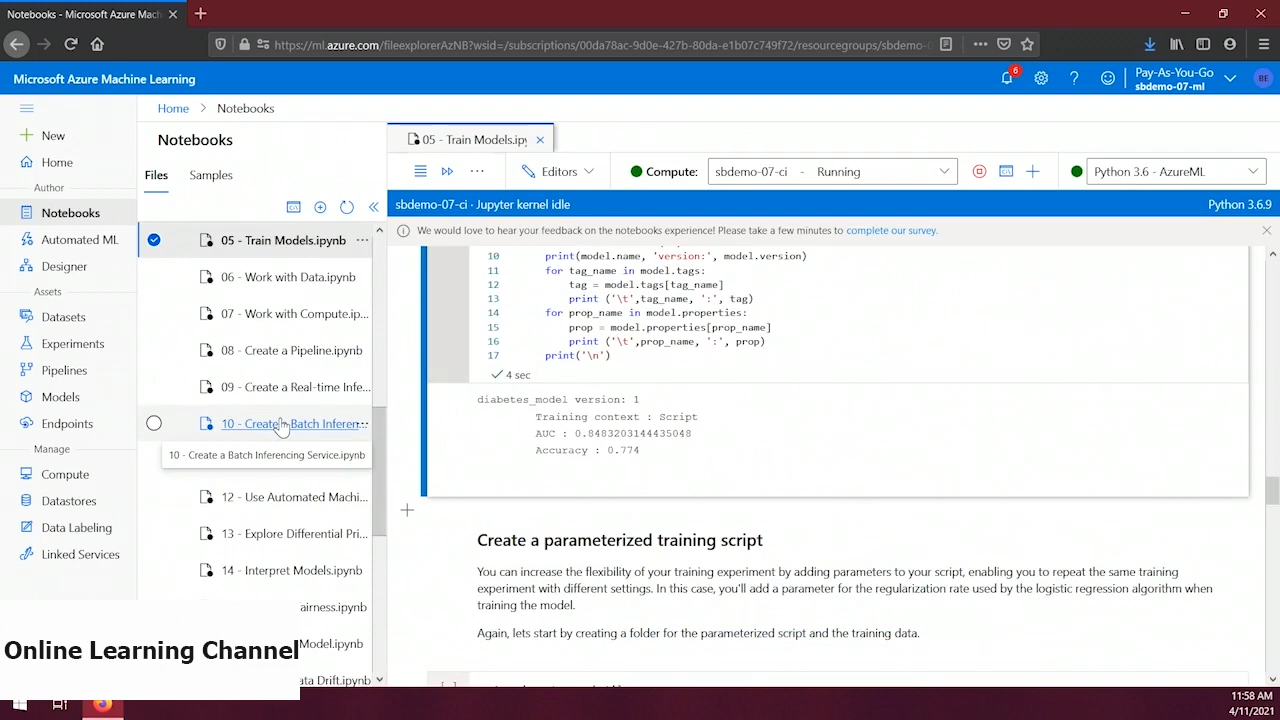 Notebooks - Microsoft Azure Mach
https://ml.azure.com/fileexplorerAzNB?wsid=/subscriptions/00da78ac-9d0e-427b-80da-e1b07c749f72/resourcegroups/sbdemo-0
Microsoft Azure Machine Learning
6
Pay-As-You-Go
sbdemo-07-ml
BE
New
Home
Author
Notebooks
Automated ML
Designer
Assets
Datasets
Experiments
Pipelines
Models
Endpoints
Manage
Compute
Datastores
Data Labeling
Linked Services
Home > Notebooks
Notebooks
Files Samples
05 - Train Models.ipynb
06 - Work with Data.ipynb
07 - Work with Compute.ip...
08 - Create a Pipeline.ipynb
09 - Create a Real-time Infe...
10 - Create a Batch Inferen...
10 - Create a Batch Inferencing Service.ipynb
12 - Use Automated Machi...
13 - Explore Differential Pri...
14 - Interpret Models.ipynb
airness.ipynb
Model.ipynb
ata Drift.ipynb
05 - Train Models.ipy
Editors
Compute: sbdemo-07-ci - Running
Python 3.6 - AzureML
sbdemo-07-ci · Jupyter kernel idle
Python 3.6.9
We would love to hear your feedback on the notebooks experience! Please take a few minutes to complete our survey.
10 print(model.name, 'version:', model.version)
11 for tag_name in model.tags:
12 tag = model.tags[tag_name]
13 print ('\t',tag_name, ':', tag)
14 for prop_name in model.properties:
15 prop = model.properties[prop_name]
16 print ('\t',prop_name, ':', prop)
17 print('\n')
4 sec
diabetes_model version: 1
Training context : Script
AUC : 0.8483203144435048
Accuracy : 0.774
Create a parameterized training script
You can increase the flexibility of your training experiment by adding parameters to your script, enabling you to repeat the same training
experiment with different settings. In this case, you'll add a parameter for the regularization rate used by the logistic regression algorithm when
training the model.
Again, lets start by creating a folder for the parameterized script and the training data.
Online Learning Channel
11:58 AM
4/11/2021